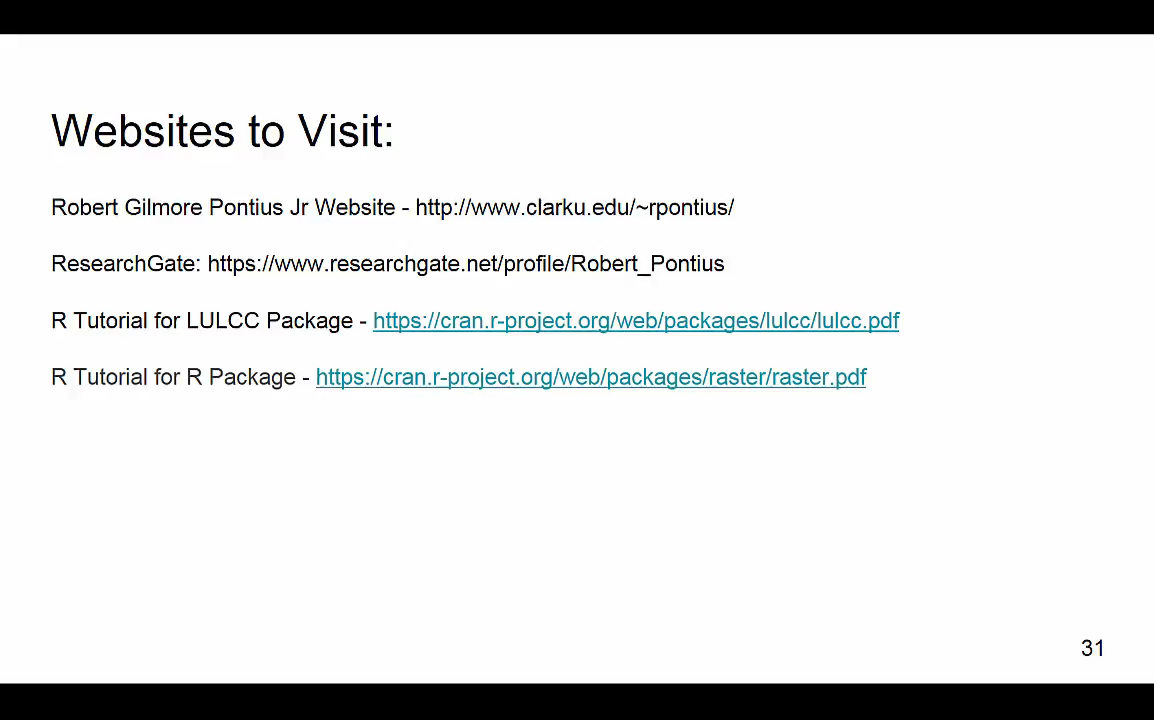 Websites to Visit:
Robert Gilmore Pontius Jr Website - http://www.clarku.edu/~rpontius/
ResearchGate: https://www.researchgate.net/profile/Robert_Pontius
R Tutorial for LULCC Package - https://cran.r-project.org/web/packages/lulcc/lulcc.pdf
R Tutorial for R Package - https://cran.r-project.org/web/packages/raster/raster.pdf
31